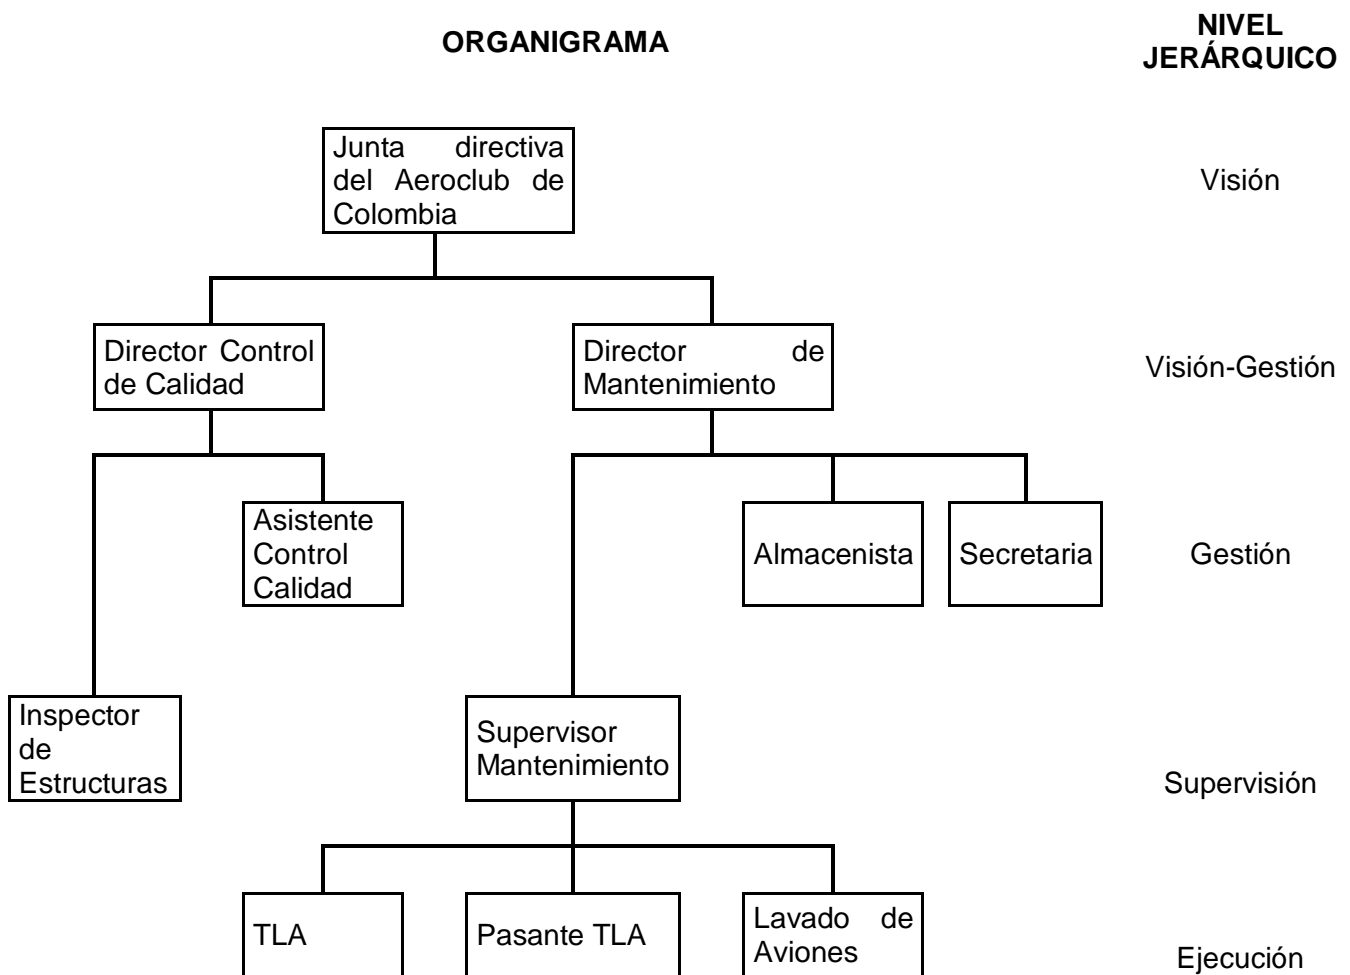 NIVEL
ORGANIGRAMA
JERÁRQUICO
Junta directiva
del Aeroclub de
Colombia
Visión
Director Control
de Calidad
Director de
Mantenimiento
Visión-Gestión
Asistente
Control
Calidad
Almacenista
Secretaria
Gestión
Inspector
de
Estructuras
Supervisor
Mantenimiento
Supervisión
TLA
Pasante TLA
Lavado de
Aviones
Ejecución